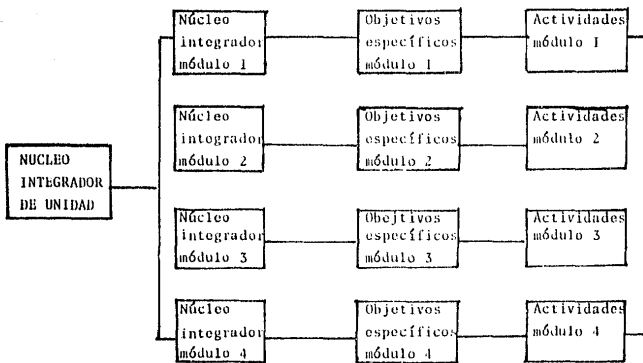 Núcleo
integrador
módulo 1
Objetivos
específicos
módulo 1
Actividades
módulo 1
Núcleo
integrador
módulo 2
Objetivos
específicos
módulo 2
Actividades
módulo 2
NUCLEO
INTEGRADOR
DE UNIDAD
Núcleo
integrador
módulo 3
Obejtivos
específicos
módulo 3
Actividades
módulo 3
Núcleo
integrador
módulo 4
Objetivos
específicos
módulo 4
Actividades
módulo 4